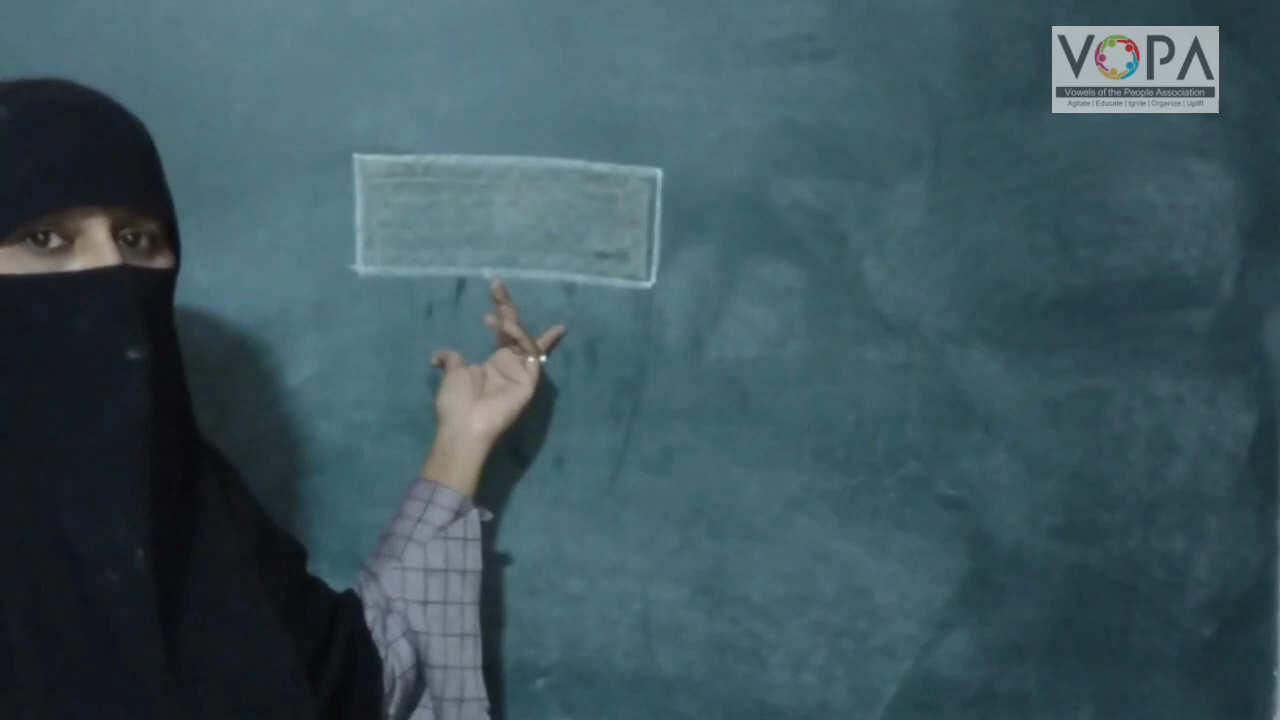 VOPA
Vowels of the People Association
Agitate | Educate | Ignite | Organize | Uplift